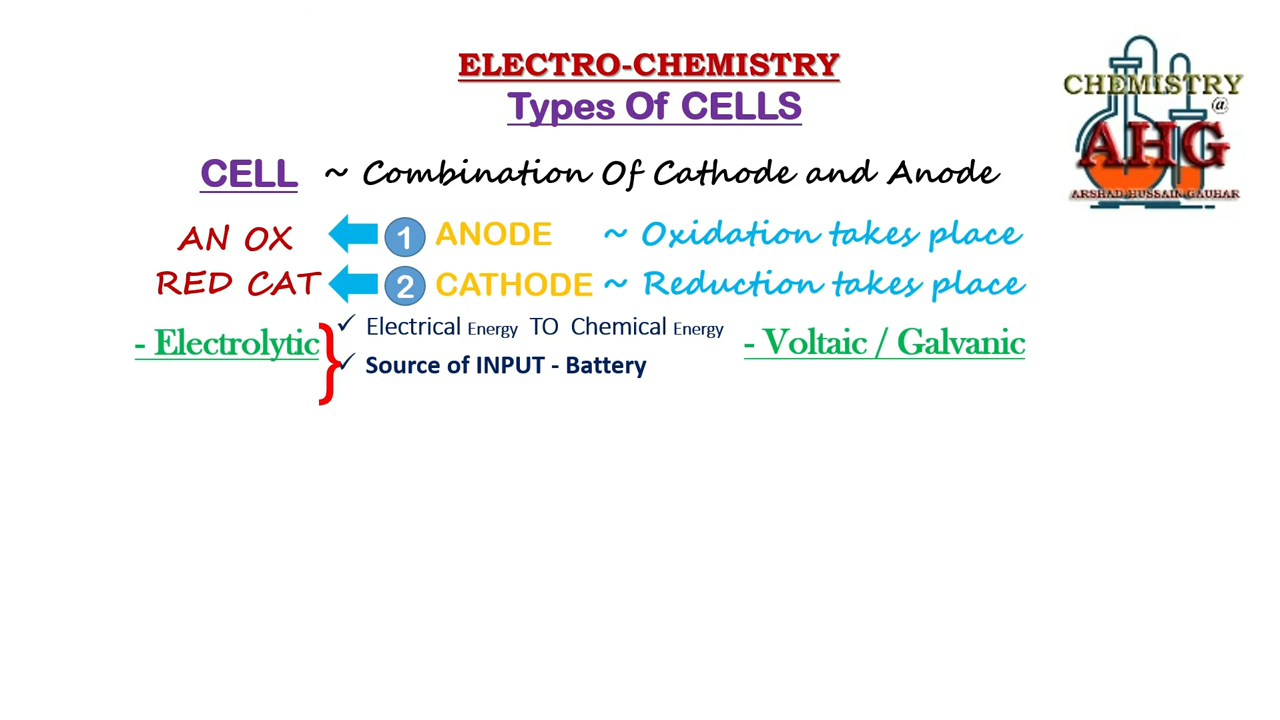 ELECTRO-CHEMISTRY
Types Of CELLS
CHEMISTRY
@
AHG
ARSHAD HUSSAIN GAUHAR
CELL ~ Combination Of Cathode and Anode
AN OX 1 ANODE ~ Oxidation takes place
RED CAT 2 CATHODE ~ Reduction takes place
- Electrolytic } ✓ Electrical Energy TO Chemical Energy
✓ Source of INPUT - Battery
- Voltaic / Galvanic